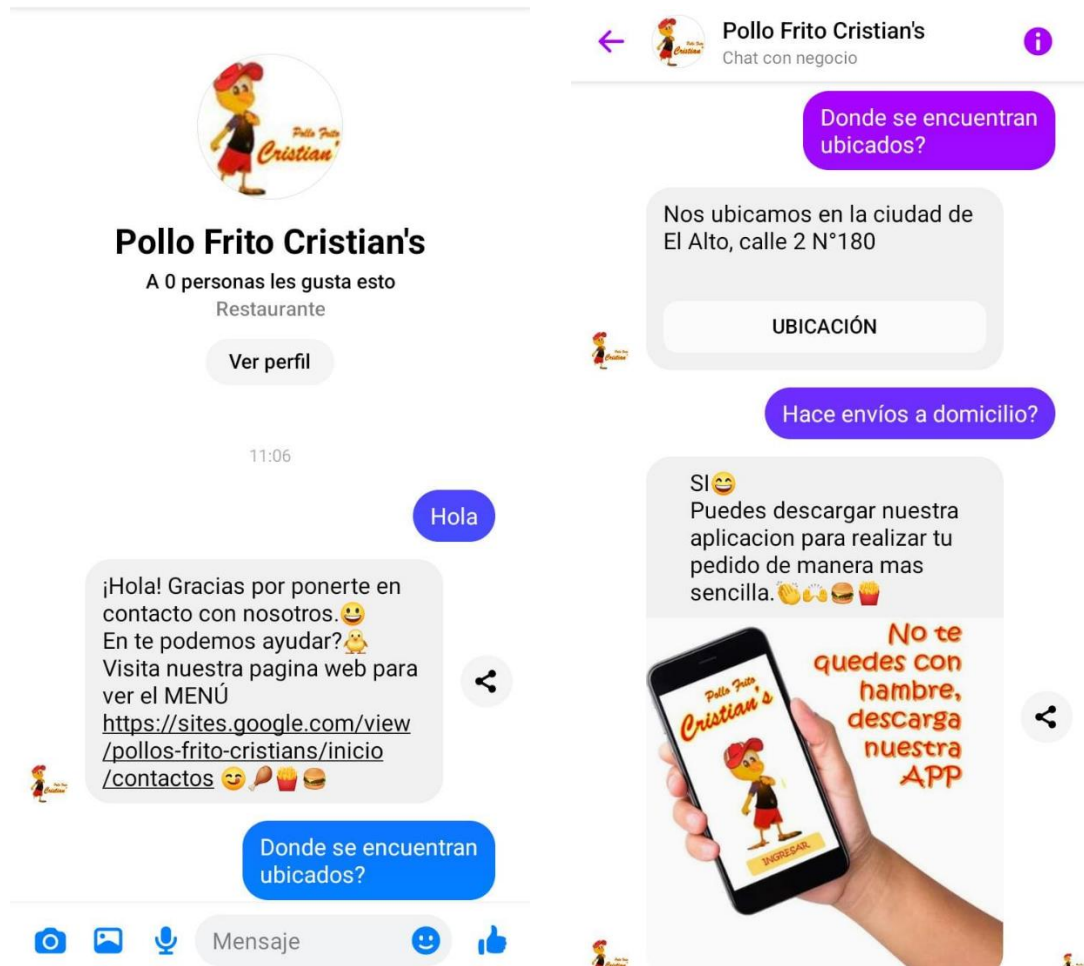 Pollo Frito
Cristian'
Pollo Frito Cristian's
A 0 personas les gusta esto
Restaurante
Ver perfil
11:06
Hola
¡Hola! Gracias por ponerte en
contacto con nosotros.😃
En te podemos ayudar?🐥
Visita nuestra pagina web para
ver el MENÚ
https://sites.google.com/view
/pollos-frito-cristians/inicio
/contactos 😋🍗🍟🍔
Donde se encuentran
ubicados?
Mensaje
Pollo Frito Cristian's
Chat con negocio
Donde se encuentran
ubicados?
Nos ubicamos en la ciudad de
El Alto, calle 2 N°180
UBICACIÓN
Hace envíos a domicilio?
SI😄
Puedes descargar nuestra
aplicacion para realizar tu
pedido de manera mas
sencilla.👏🙌🍔🍟
No te
quedes con
hambre,
descarga
nuestra
APP
Pollo Frito
Cristian's
INGRESAR